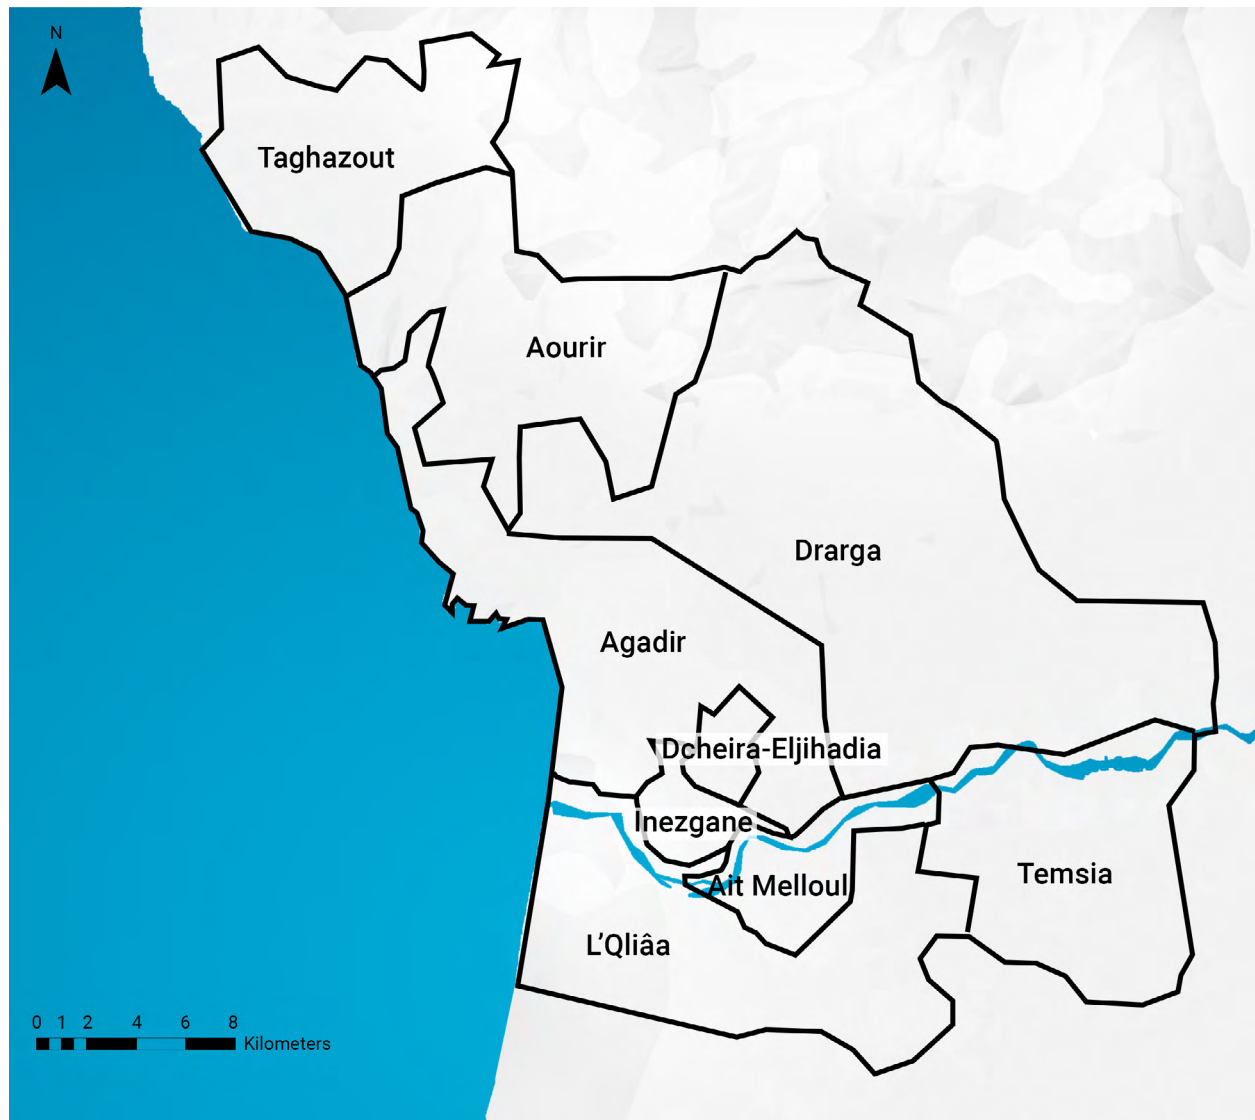 N
Taghazout
Aourir
Drarga
Agadir
Dcheira-Eljihadia
Inezgane
Temsia
Ait Melloul
L'Qliâa
0 1 2 4 6 8
Kilometers